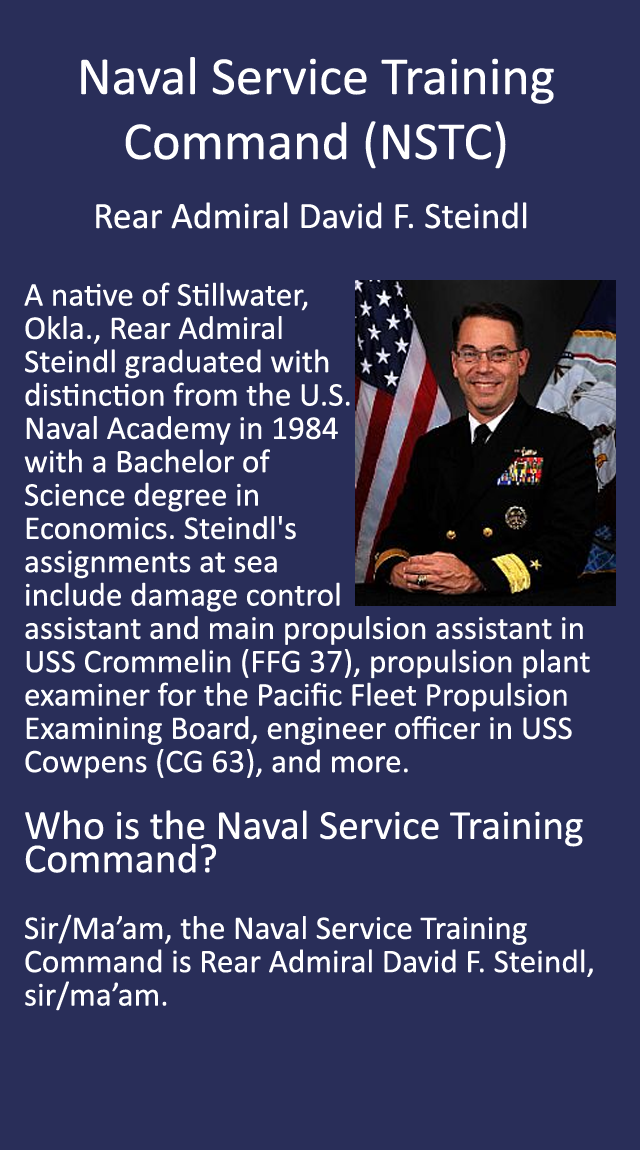 Naval Service Training
Command (NSTC)
Rear Admiral David F. Steindl
A native of Stillwater,
Okla., Rear Admiral
Steindl graduated with
distinction from the U.S.
Naval Academy in 1984
with a Bachelor of
Science degree in
Economics. Steindl's
assignments at sea
include damage control
assistant and main propulsion assistant in
USS Crommelin (FFG 37), propulsion plant
examiner for the Pacific Fleet Propulsion
Examining Board, engineer officer in USS
Cowpens (CG 63), and more.
Who is the Naval Service Training
Command?
Sir/Ma’am, the Naval Service Training
Command is Rear Admiral David F. Steindl,
sir/ma’am.